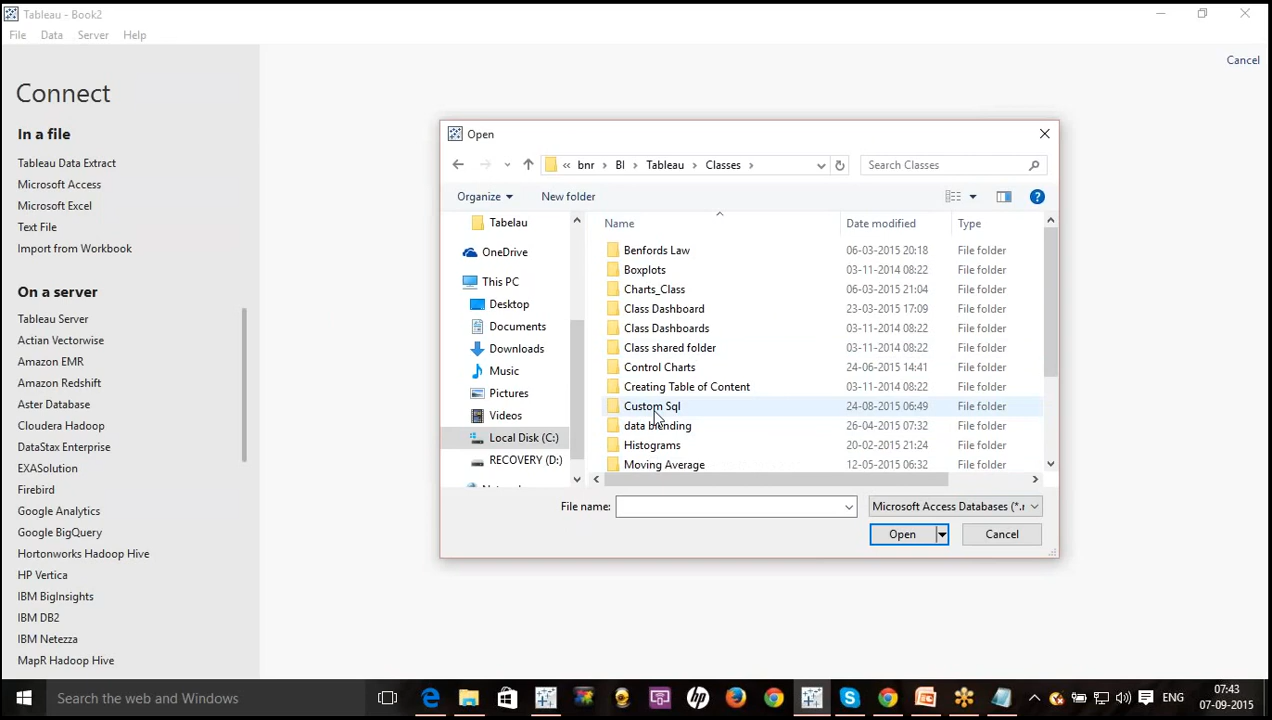 Tableau - Book2
File Data Server Help
Cancel
Connect
In a file
Tableau Data Extract
Microsoft Access
Microsoft Excel
Text File
Import from Workbook
On a server
Tableau Server
Actian Vectorwise
Amazon EMR
Amazon Redshift
Aster Database
Cloudera Hadoop
DataStax Enterprise
EXASolution
Firebird
Google Analytics
Google BigQuery
Hortonworks Hadoop Hive
HP Vertica
IBM BigInsights
IBM DB2
IBM Netezza
MapR Hadoop Hive
Open
« bnr › BI › Tableau › Classes ›
Search Classes
Organize New folder
Tabelau
OneDrive
This PC
Desktop
Documents
Downloads
Music
Pictures
Videos
Local Disk (C:)
RECOVERY (D:)
Name Date modified Type
Benfords Law 06-03-2015 20:18 File folder
Boxplots 03-11-2014 08:22 File folder
Charts_Class 06-03-2015 21:04 File folder
Class Dashboard 23-03-2015 17:09 File folder
Class Dashboards 03-11-2014 08:22 File folder
Class shared folder 03-11-2014 08:22 File folder
Control Charts 24-06-2015 14:41 File folder
Creating Table of Content 03-11-2014 08:22 File folder
Custom Sql 24-08-2015 06:49 File folder
data blending 26-04-2015 07:32 File folder
Histograms 20-02-2015 21:24 File folder
Moving Average 12-05-2015 06:32 File folder
File name: Microsoft Access Databases (*.r
Open Cancel
Search the web and Windows
ENG
07:43
07-09-2015